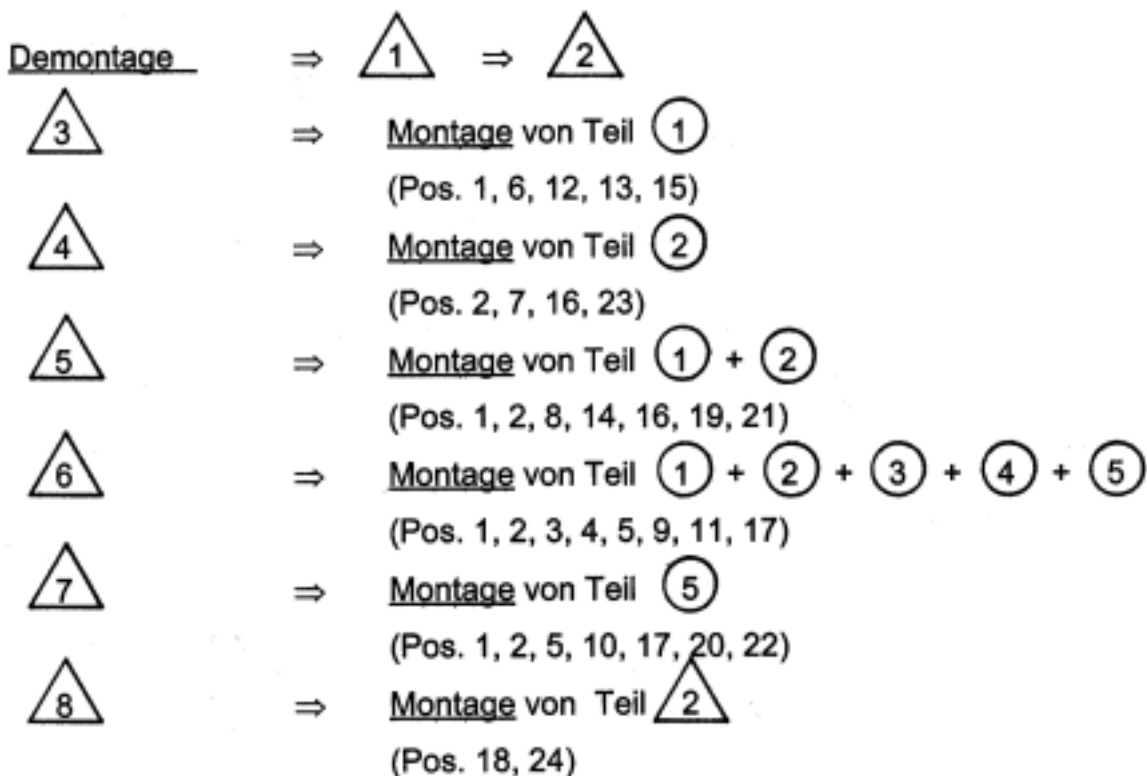 Demontage ⇒ 1 ⇒ 2
3 ⇒ Montage von Teil 1
(Pos. 1, 6, 12, 13, 15)
4 ⇒ Montage von Teil 2
(Pos. 2, 7, 16, 23)
5 ⇒ Montage von Teil 1 + 2
(Pos. 1, 2, 8, 14, 16, 19, 21)
6 ⇒ Montage von Teil 1 + 2 + 3 + 4 + 5
(Pos. 1, 2, 3, 4, 5, 9, 11, 17)
7 ⇒ Montage von Teil 5
(Pos. 1, 2, 5, 10, 17, 20, 22)
8 ⇒ Montage von Teil 2
(Pos. 18, 24)